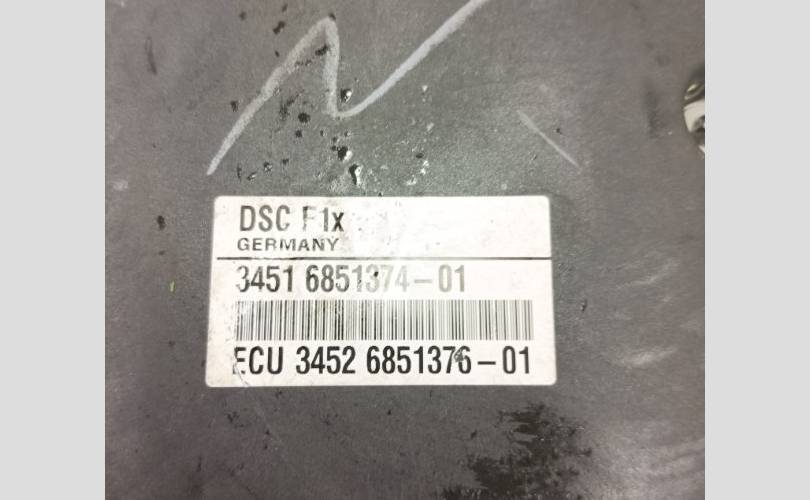 DSC F1x
GERMANY
3451 6851374-01
ECU 3452 6851376-01